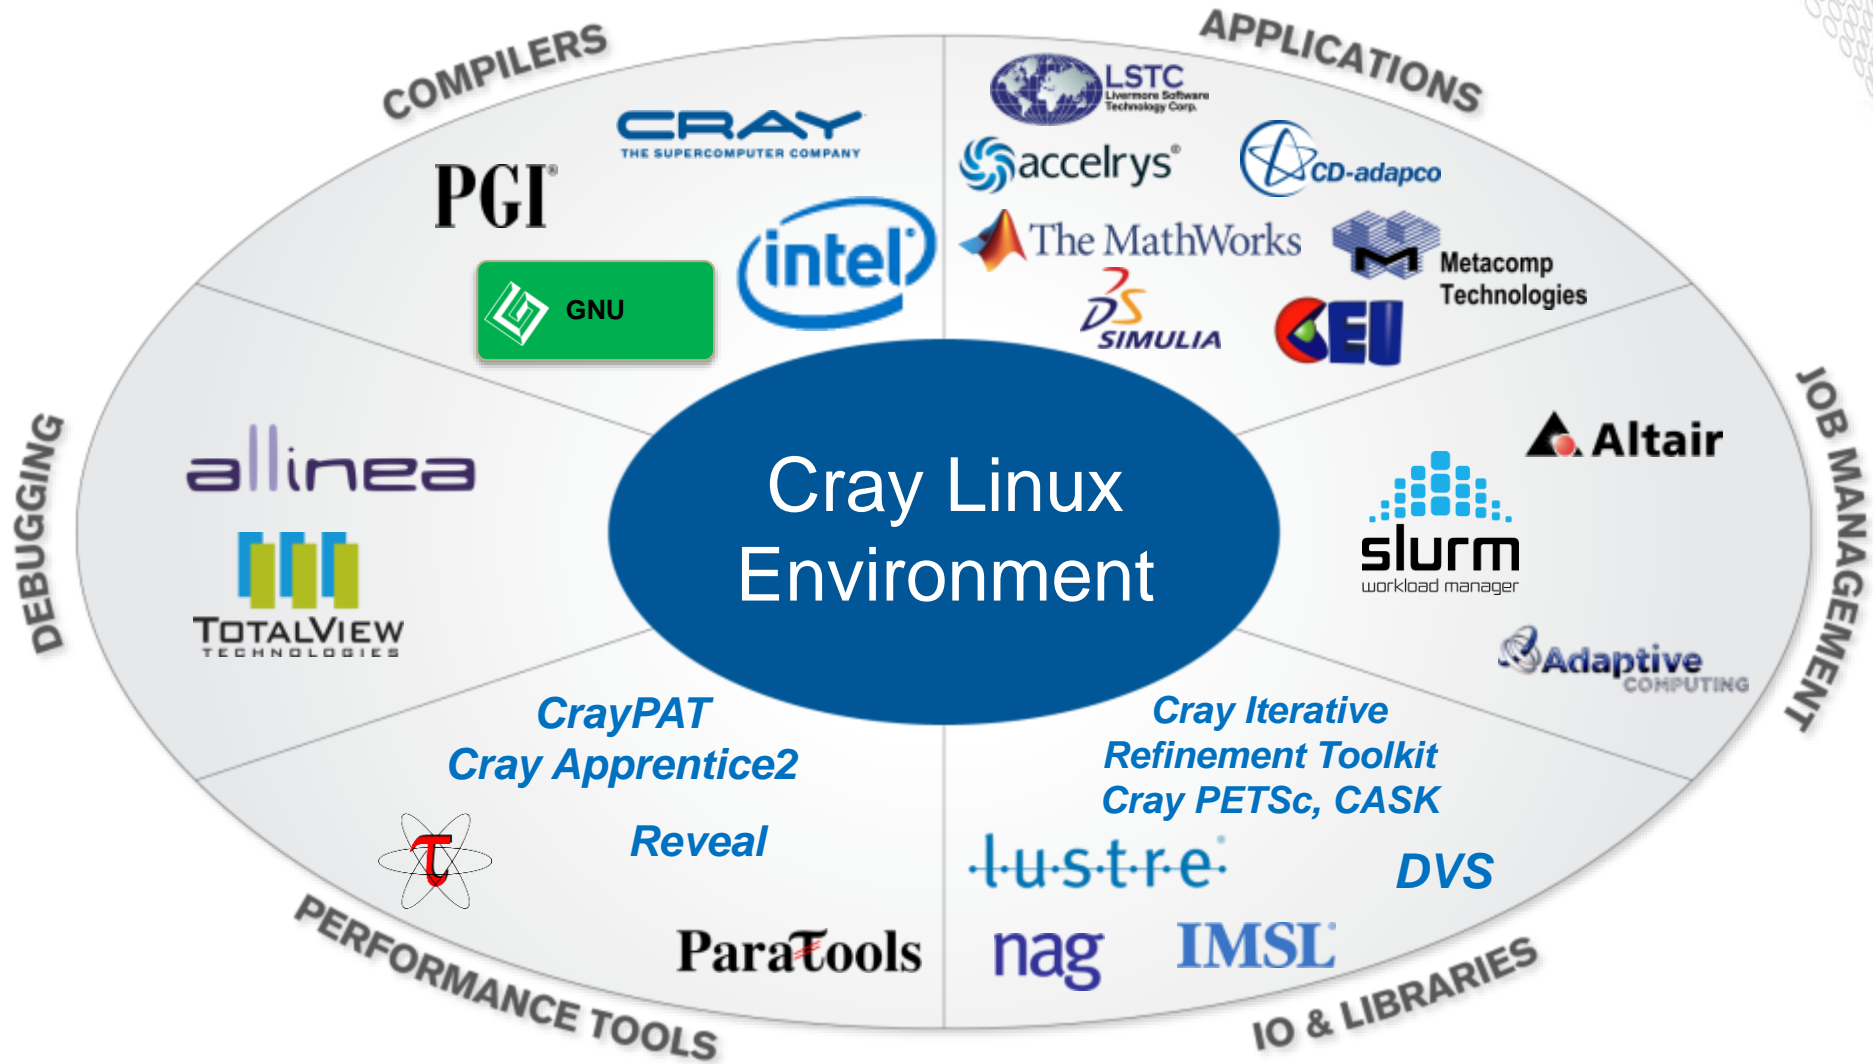 COMPILERS
CRAY
THE SUPERCOMPUTER COMPANY
PGI®
intel®
GNU
APPLICATIONS
LSTC
Livermore Software
Technology Corp.
accelrys®
CD-adapco
The MathWorks
Metacomp
Technologies
SIMULIA
CEI
DEBUGGING
allinea
TOTALVIEW
TECHNOLOGIES
Cray Linux
Environment
JOB MANAGEMENT
Altair
slurm
workload manager
Adaptive
COMPUTING
PERFORMANCE TOOLS
CrayPAT
Cray Apprentice2
Reveal
τ
ParaTools
IO & LIBRARIES
Cray Iterative
Refinement Toolkit
Cray PETSc, CASK
·l·u·s·t·r·e·
DVS
nag
IMSL